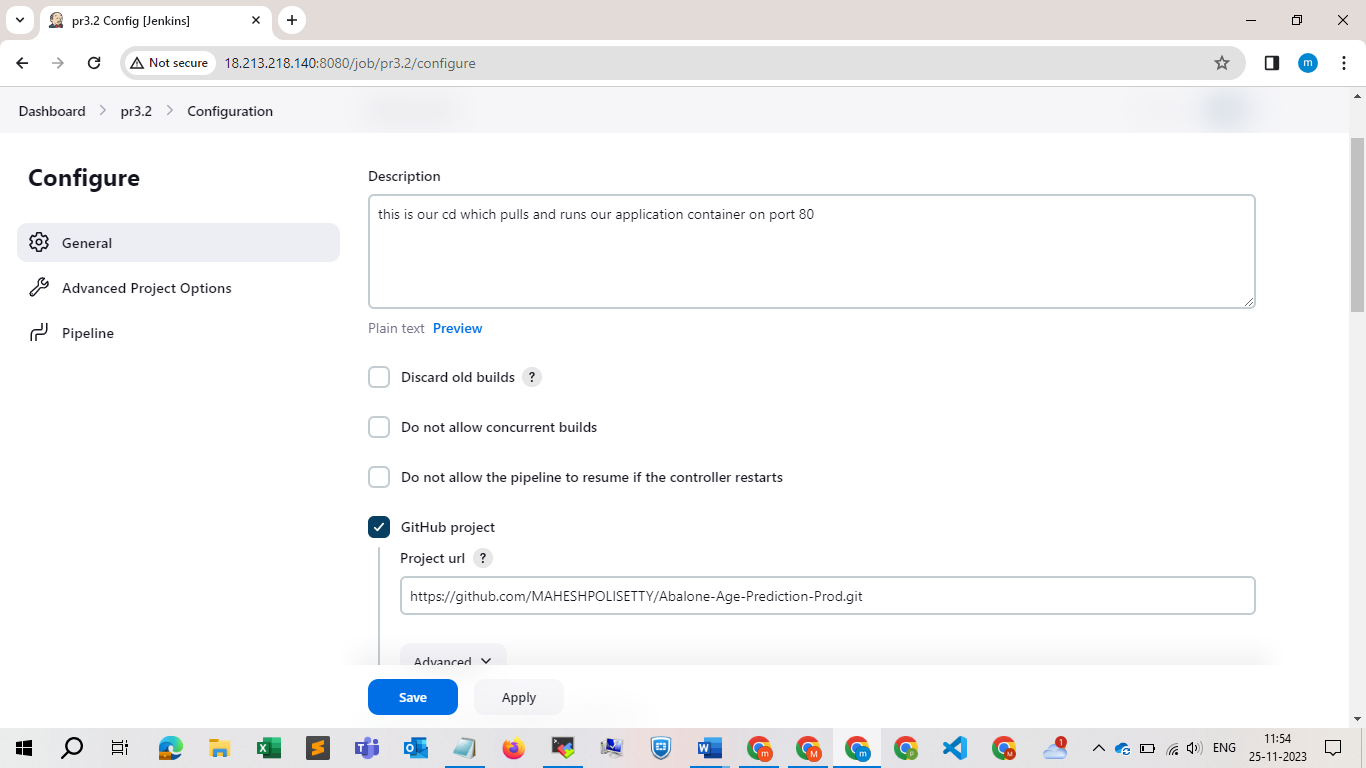 pr3.2 Config [Jenkins]
Not secure
18.213.218.140:8080/job/pr3.2/configure
m
Dashboard
pr3.2
Configuration
Configure
General
Advanced Project Options
Pipeline
Description
this is our cd which pulls and runs our application container on port 80
Plain text Preview
Discard old builds ?
Do not allow concurrent builds
Do not allow the pipeline to resume if the controller restarts
GitHub project
Project url ?
https://github.com/MAHESHPOLISETTY/Abalone-Age-Prediction-Prod.git
Advanced
Save
Apply
ENG
11:54
25-11-2023